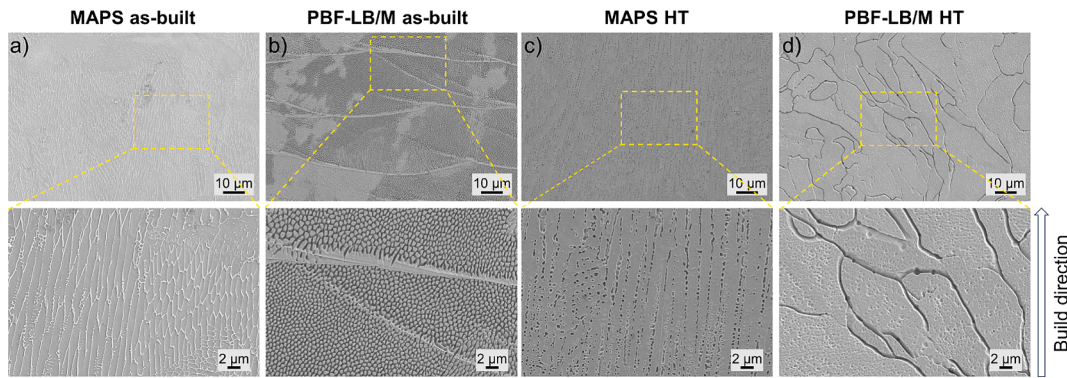 MAPS as-built
PBF-LB/M as-built
MAPS HT
PBF-LB/M HT
a)
b)
c)
d)
10 µm
10 µm
10 µm
10 µm
2 µm
2 µm
2 µm
2 µm
Build direction